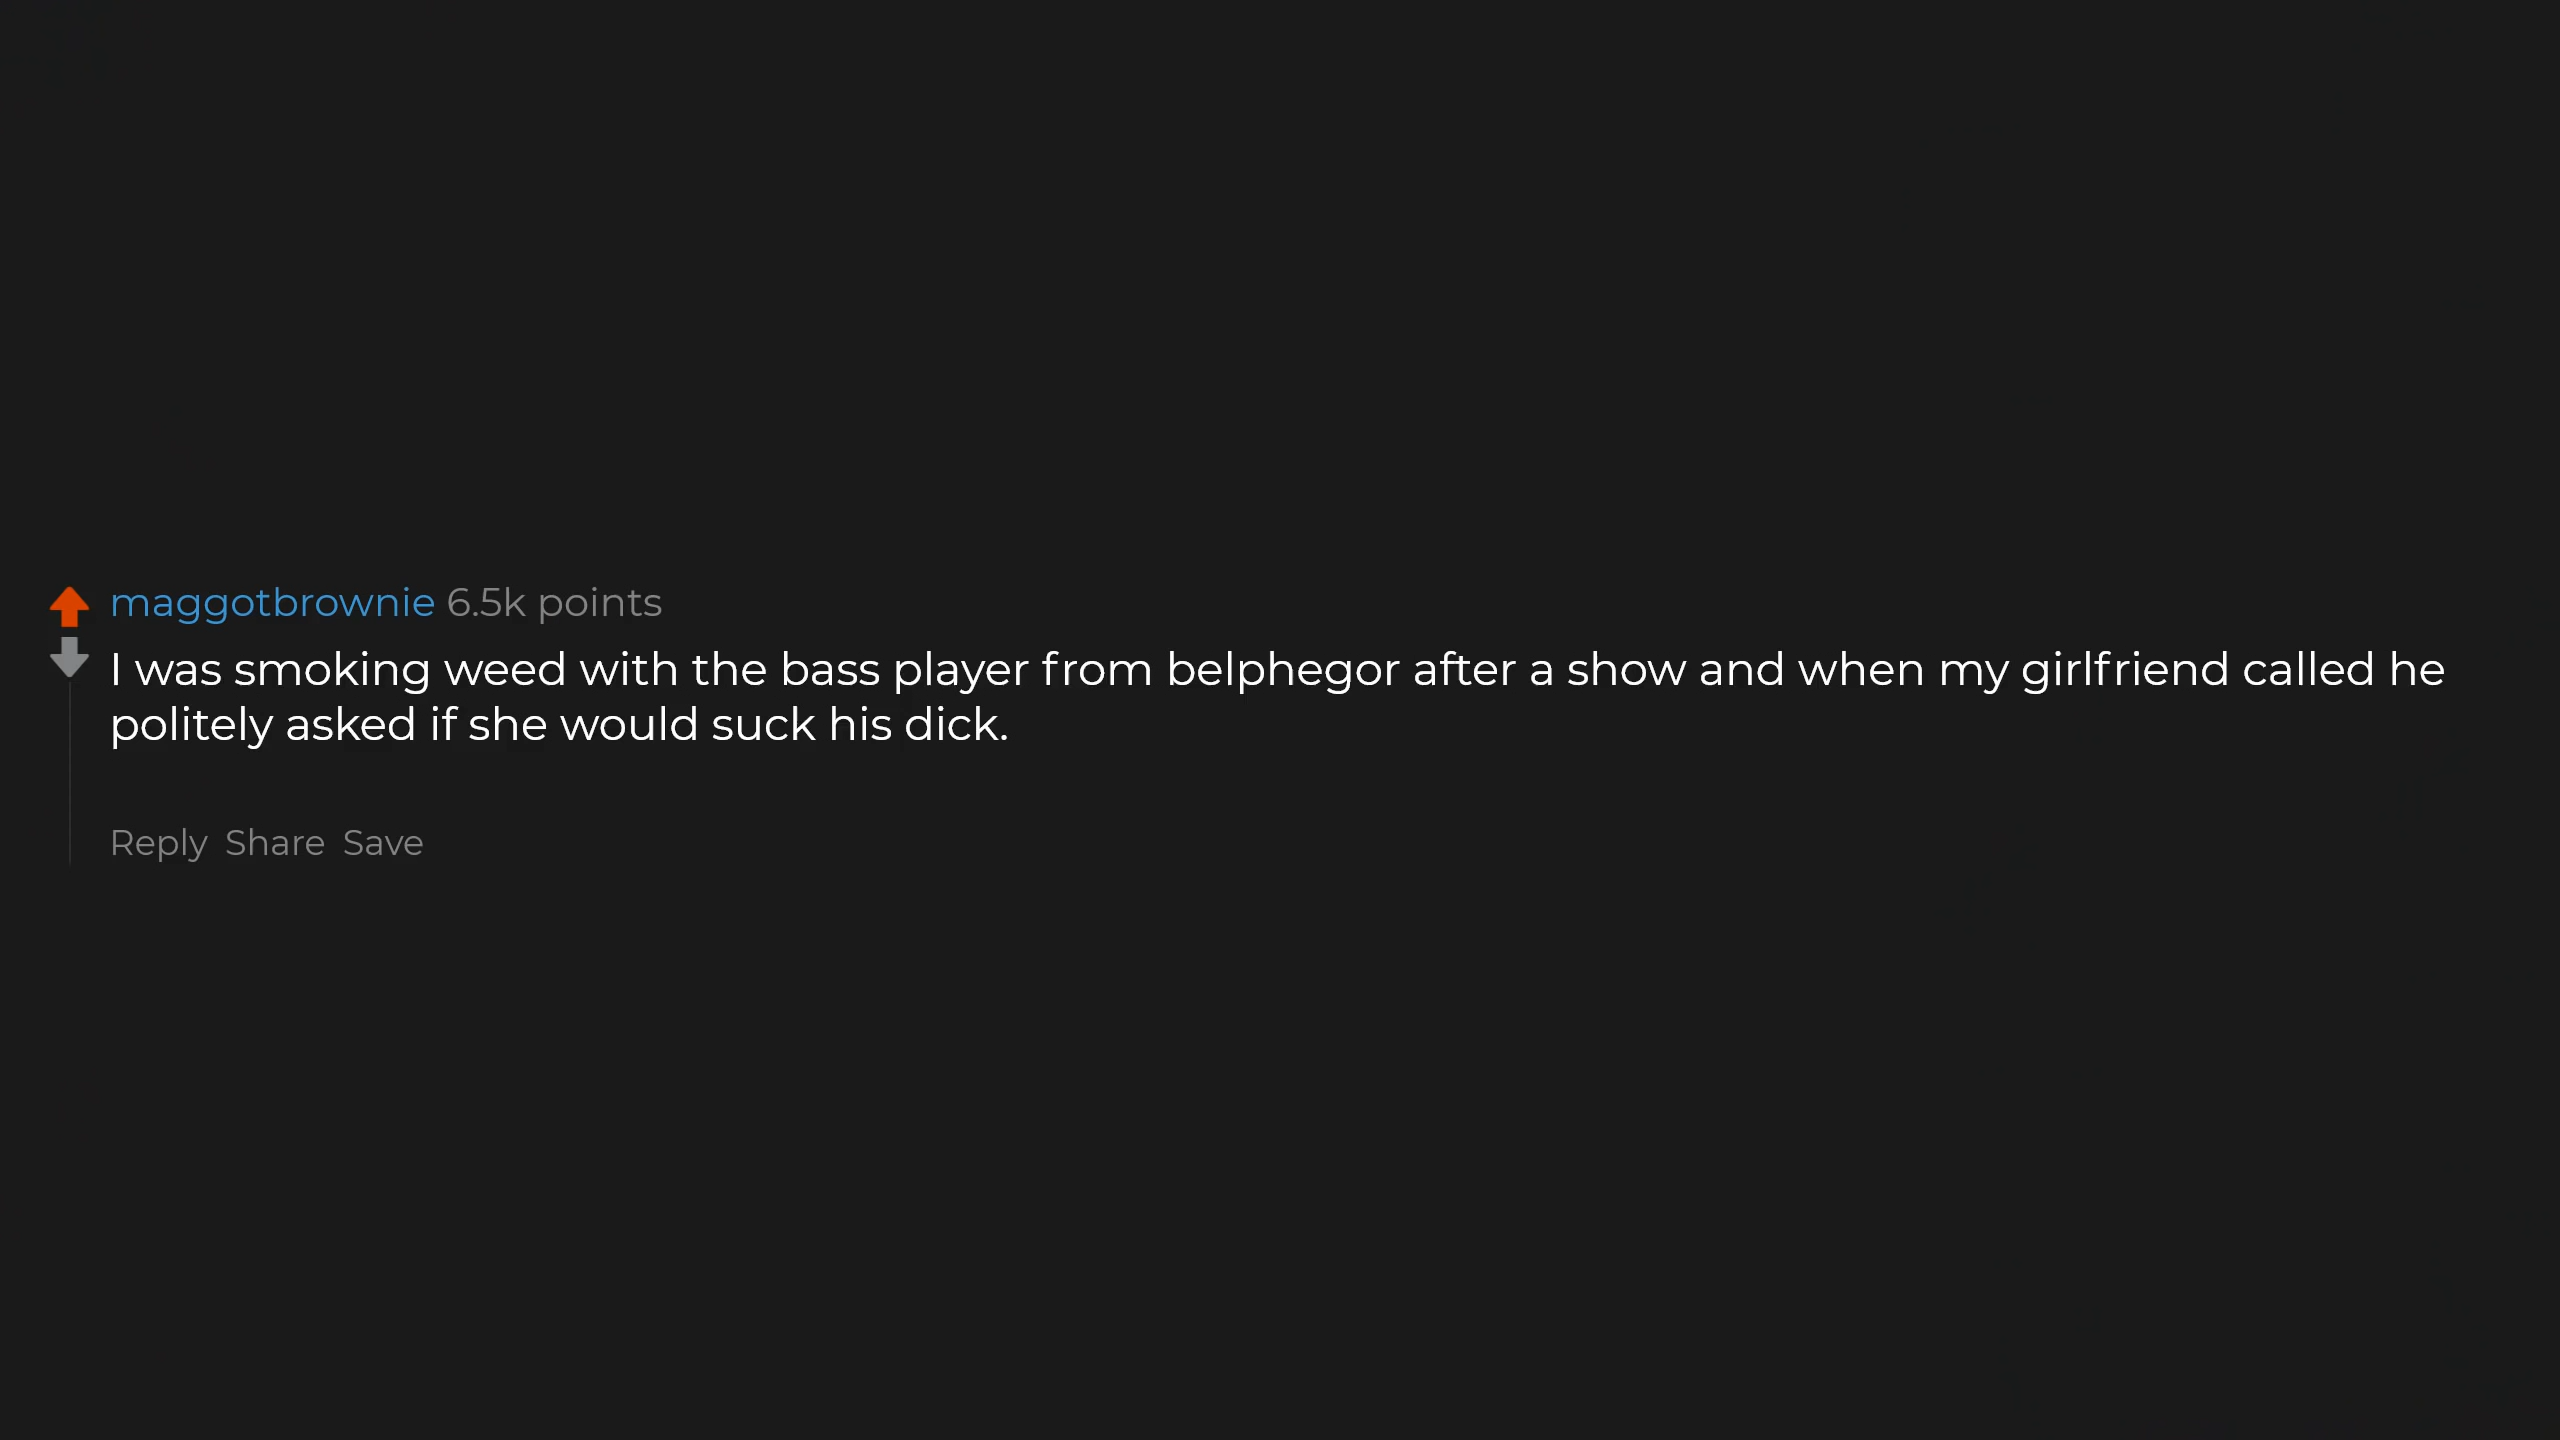 maggotbrownie 6.5k points
I was smoking weed with the bass player from belphegor after a show and when my girlfriend called he
politely asked if she would suck his dick.
Reply Share Save